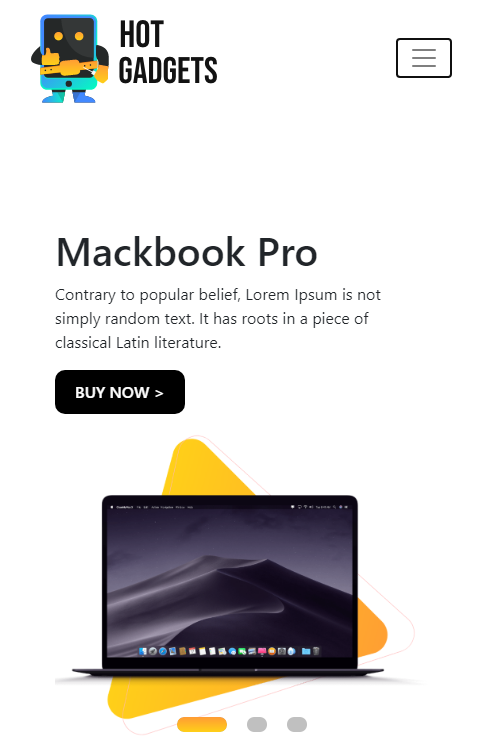 HOT
GADGETS
Mackbook Pro
Contrary to popular belief, Lorem Ipsum is not
simply random text. It has roots in a piece of
classical Latin literature.
BUY NOW >